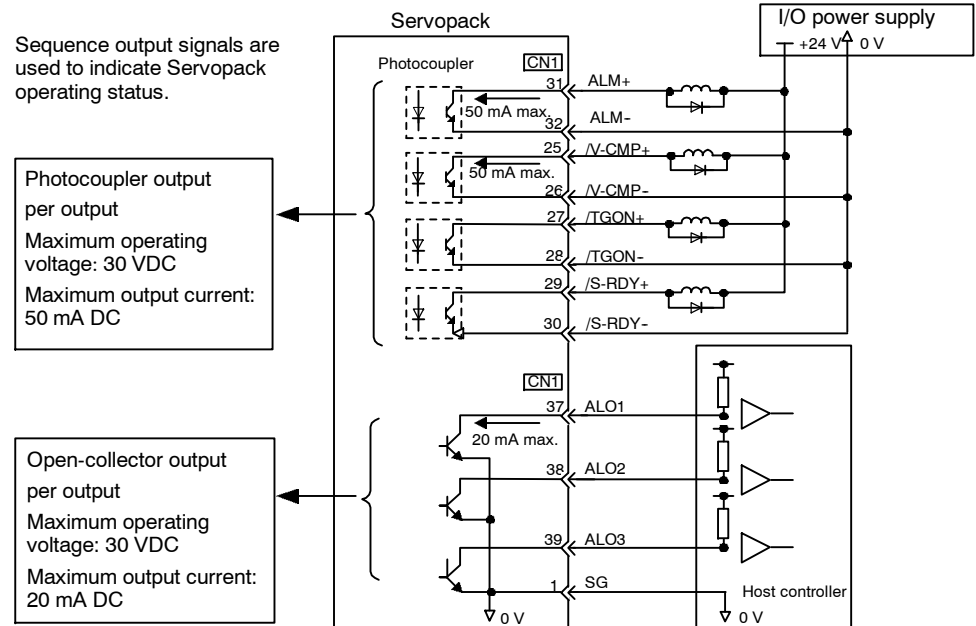 Servopack
I/O power supply
+24 V
0 V
Sequence output signals are
used to indicate Servopack
operating status.
Photocoupler
CN1
31
ALM+
50 mA max.
32
ALM-
25
/V-CMP+
50 mA max.
26
/V-CMP-
27
/TGON+
28
/TGON-
29
/S-RDY+
30
/S-RDY-
Photocoupler output
per output
Maximum operating
voltage: 30 VDC
Maximum output current:
50 mA DC
CN1
37
ALO1
20 mA max.
38
ALO2
39
ALO3
1
SG
0 V
Host controller
0 V
Open-collector output
per output
Maximum operating
voltage: 30 VDC
Maximum output current:
20 mA DC